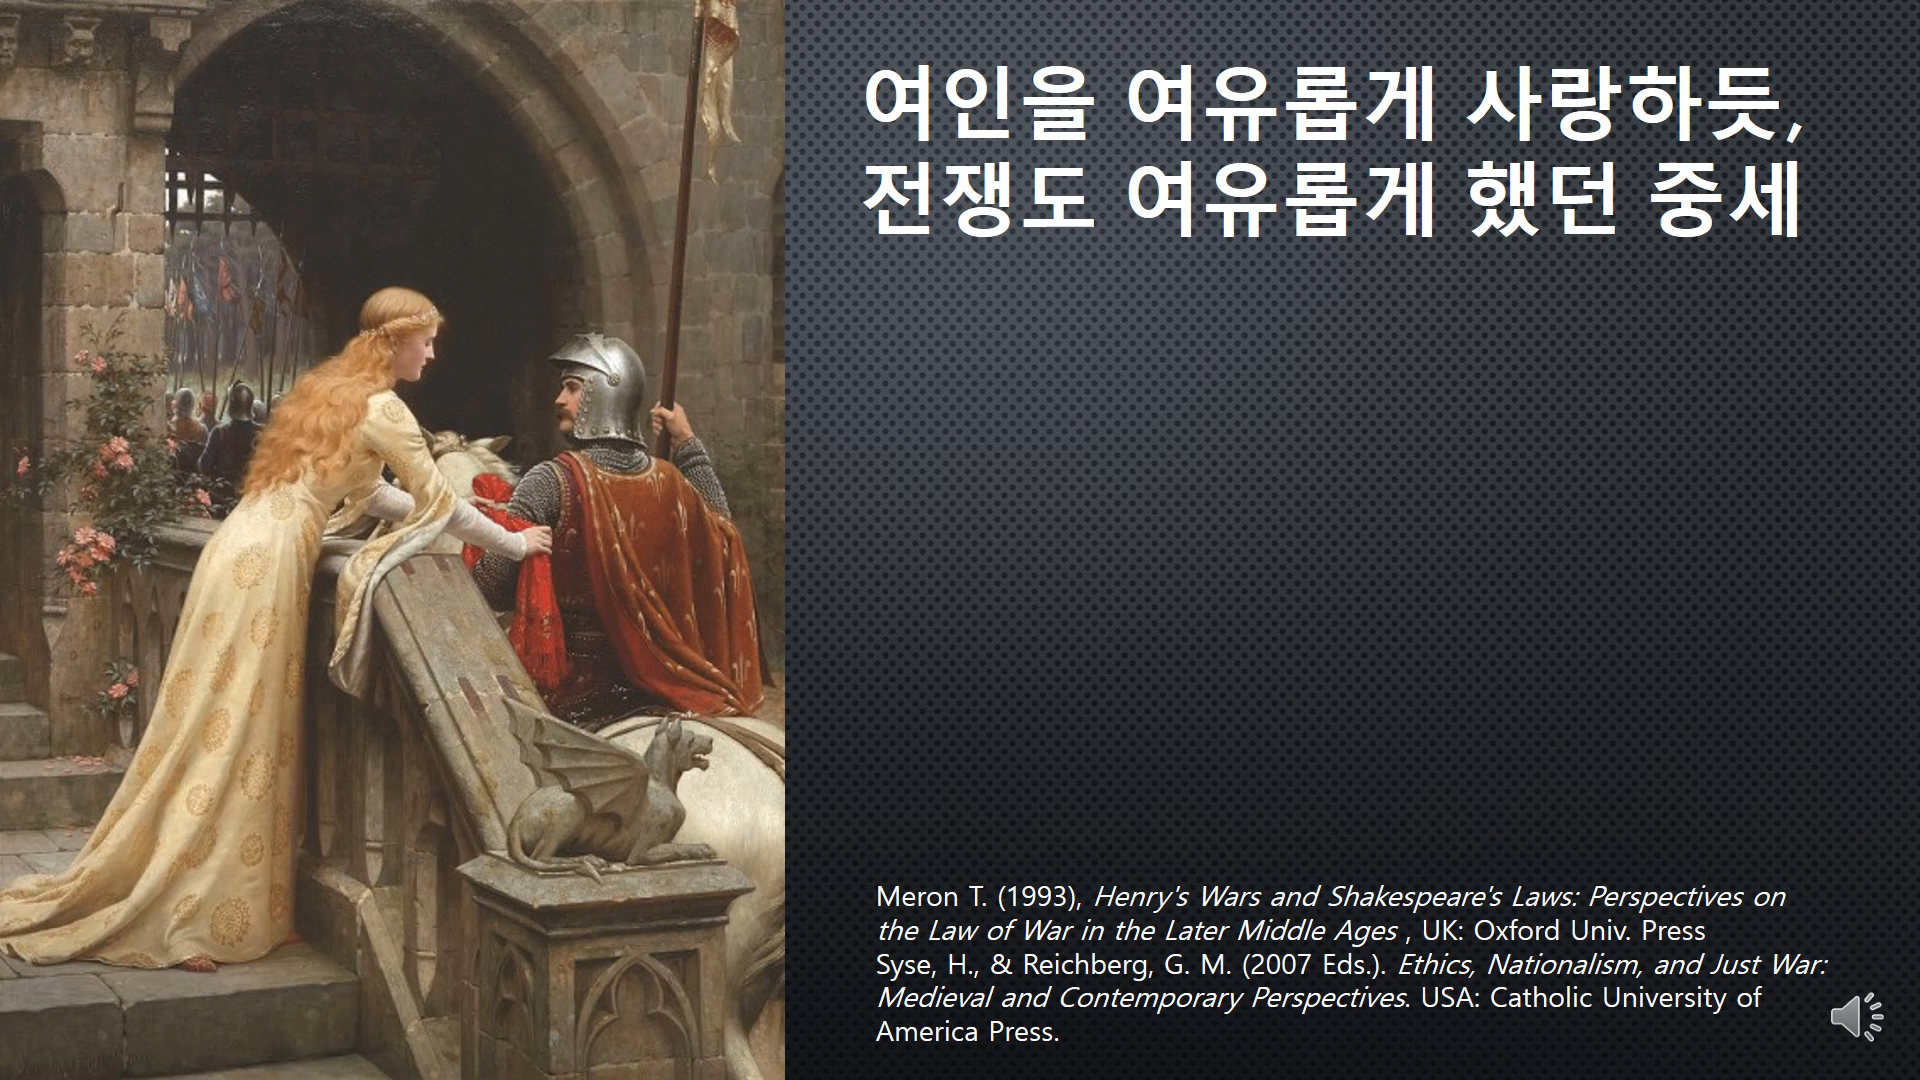 여인을 여유롭게 사랑하듯,
전쟁도 여유롭게 했던 중세
Meron T. (1993), Henry's Wars and Shakespeare's Laws: Perspectives on
the Law of War in the Later Middle Ages , UK: Oxford Univ. Press
Syse, H., & Reichberg, G. M. (2007 Eds.). Ethics, Nationalism, and Just War:
Medieval and Contemporary Perspectives. USA: Catholic University of
America Press.